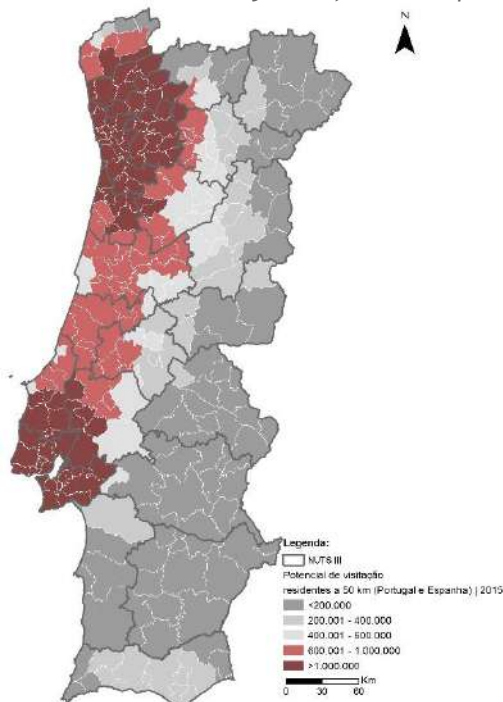 N
Legenda:
NUTS III
Potencial de visitação
residentes a 50 km (Portugal e Espanha) | 2015
<200.000
200.001 - 400.000
400.001 - 600.000
600.001 - 1.000.000
>1.000.000
Km
0 30 60